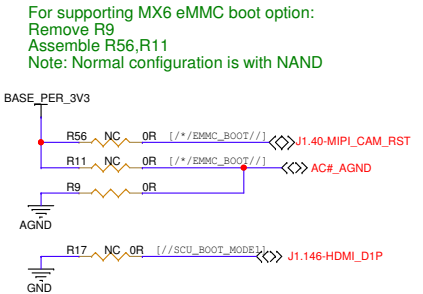 For supporting MX6 eMMC boot option:
Remove R9
Assemble R56,R11
Note: Normal configuration is with NAND
BASE_PER_3V3
R56 NC 0R [/*/EMMC_BOOT//] J1.40-MIPI_CAM_RST
R11 NC 0R [/*/EMMC_BOOT//] AC#_AGND
R9 0R
AGND
R17 NC 0R [//SCU_BOOT_MODE1] J1.146-HDMI_D1P
GND